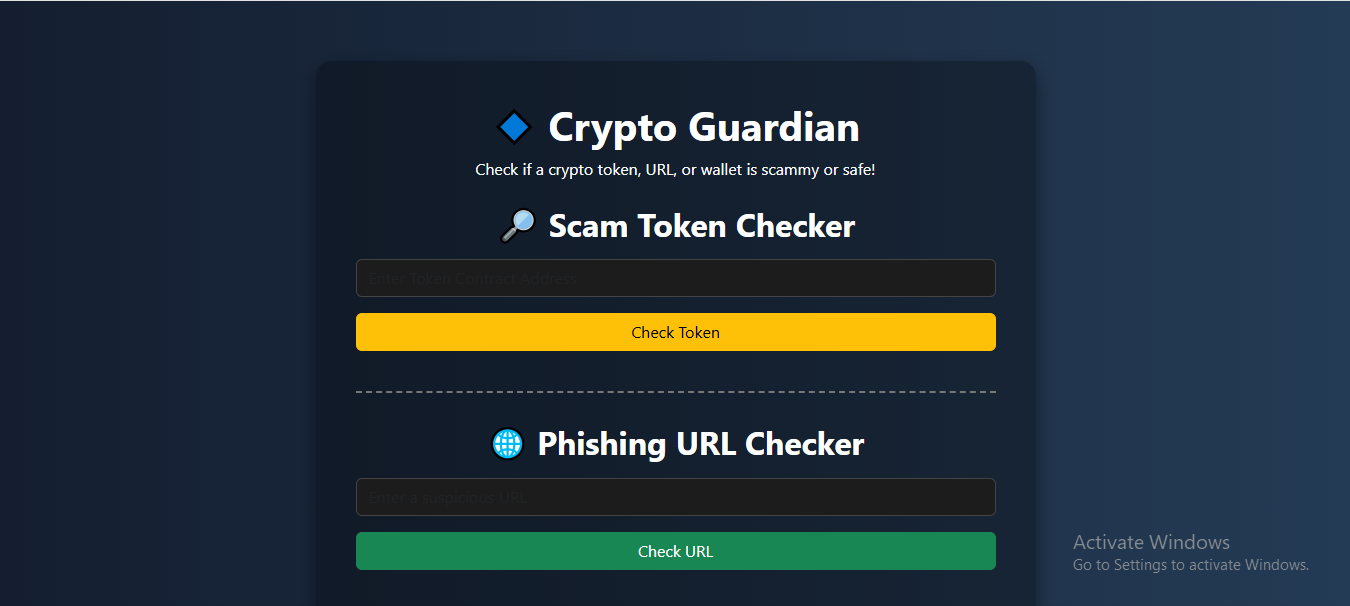 Crypto Guardian
Check if a crypto token, URL, or wallet is scammy or safe!
Scam Token Checker
Enter Token Contract Address
Check Token
Phishing URL Checker
Enter a suspicious URL
Check URL
Activate Windows
Go to Settings to activate Windows.